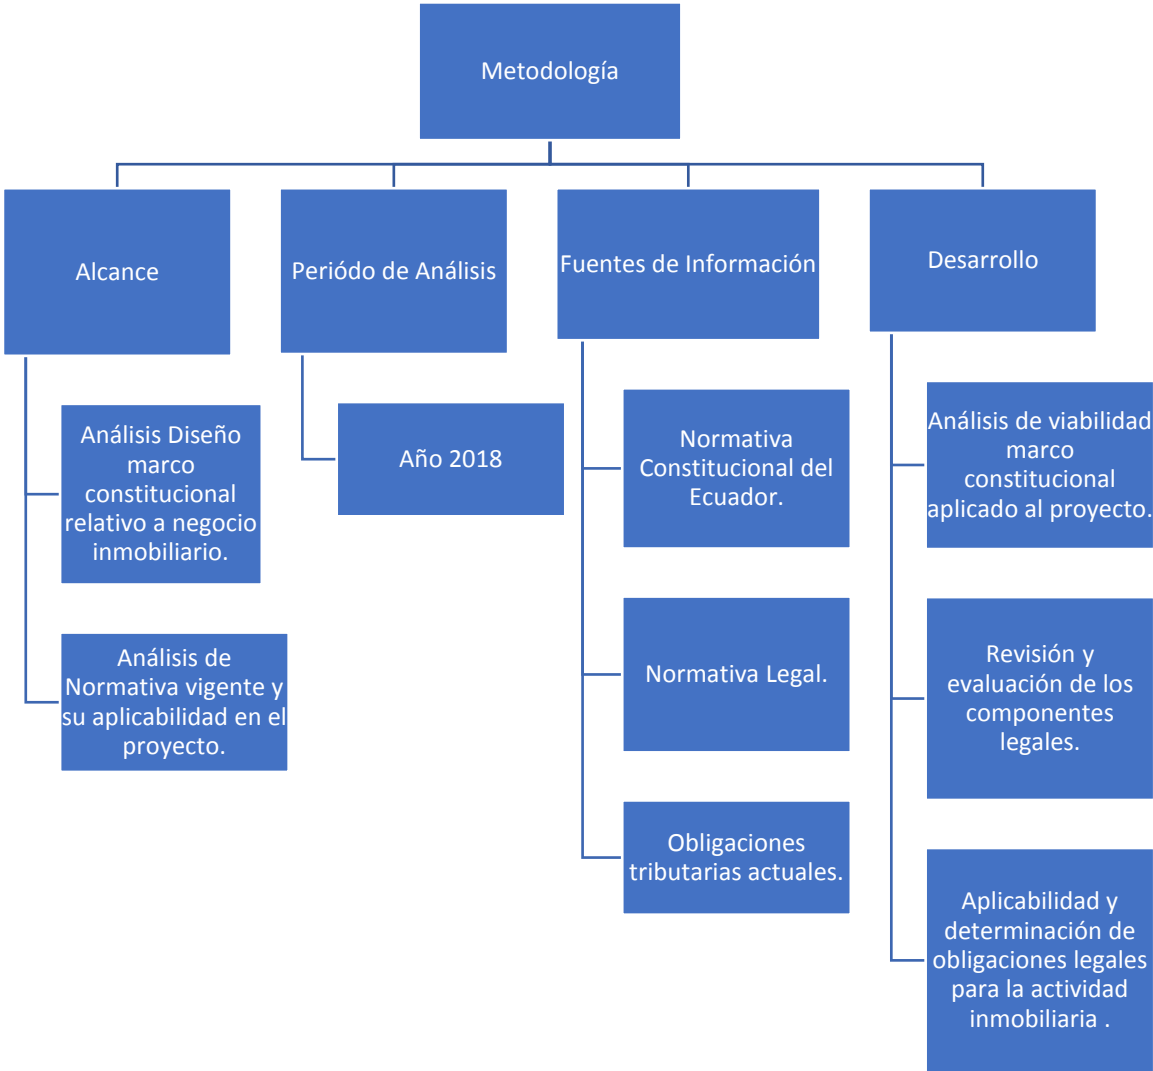 Metodología
Alcance
Análisis Diseño
marco
constitucional
relativo a negocio
inmobiliario.
Análisis de
Normativa vigente y
su aplicabilidad en el
proyecto.
Periódo de Análisis
Año 2018
Fuentes de Información
Normativa
Constitucional del
Ecuador.
Normativa Legal.
Obligaciones
tributarias actuales.
Desarrollo
Análisis de viabilidad
marco
constitucional
aplicado al proyecto.
Revisión y
evaluación de los
componentes
legales.
Aplicabilidad y
determinación de
obligaciones legales
para la actividad
inmobiliaria .